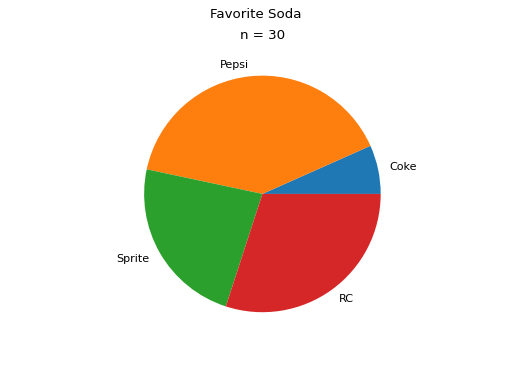 Favorite Soda
n = 30
Pepsi
Coke
Sprite
RC